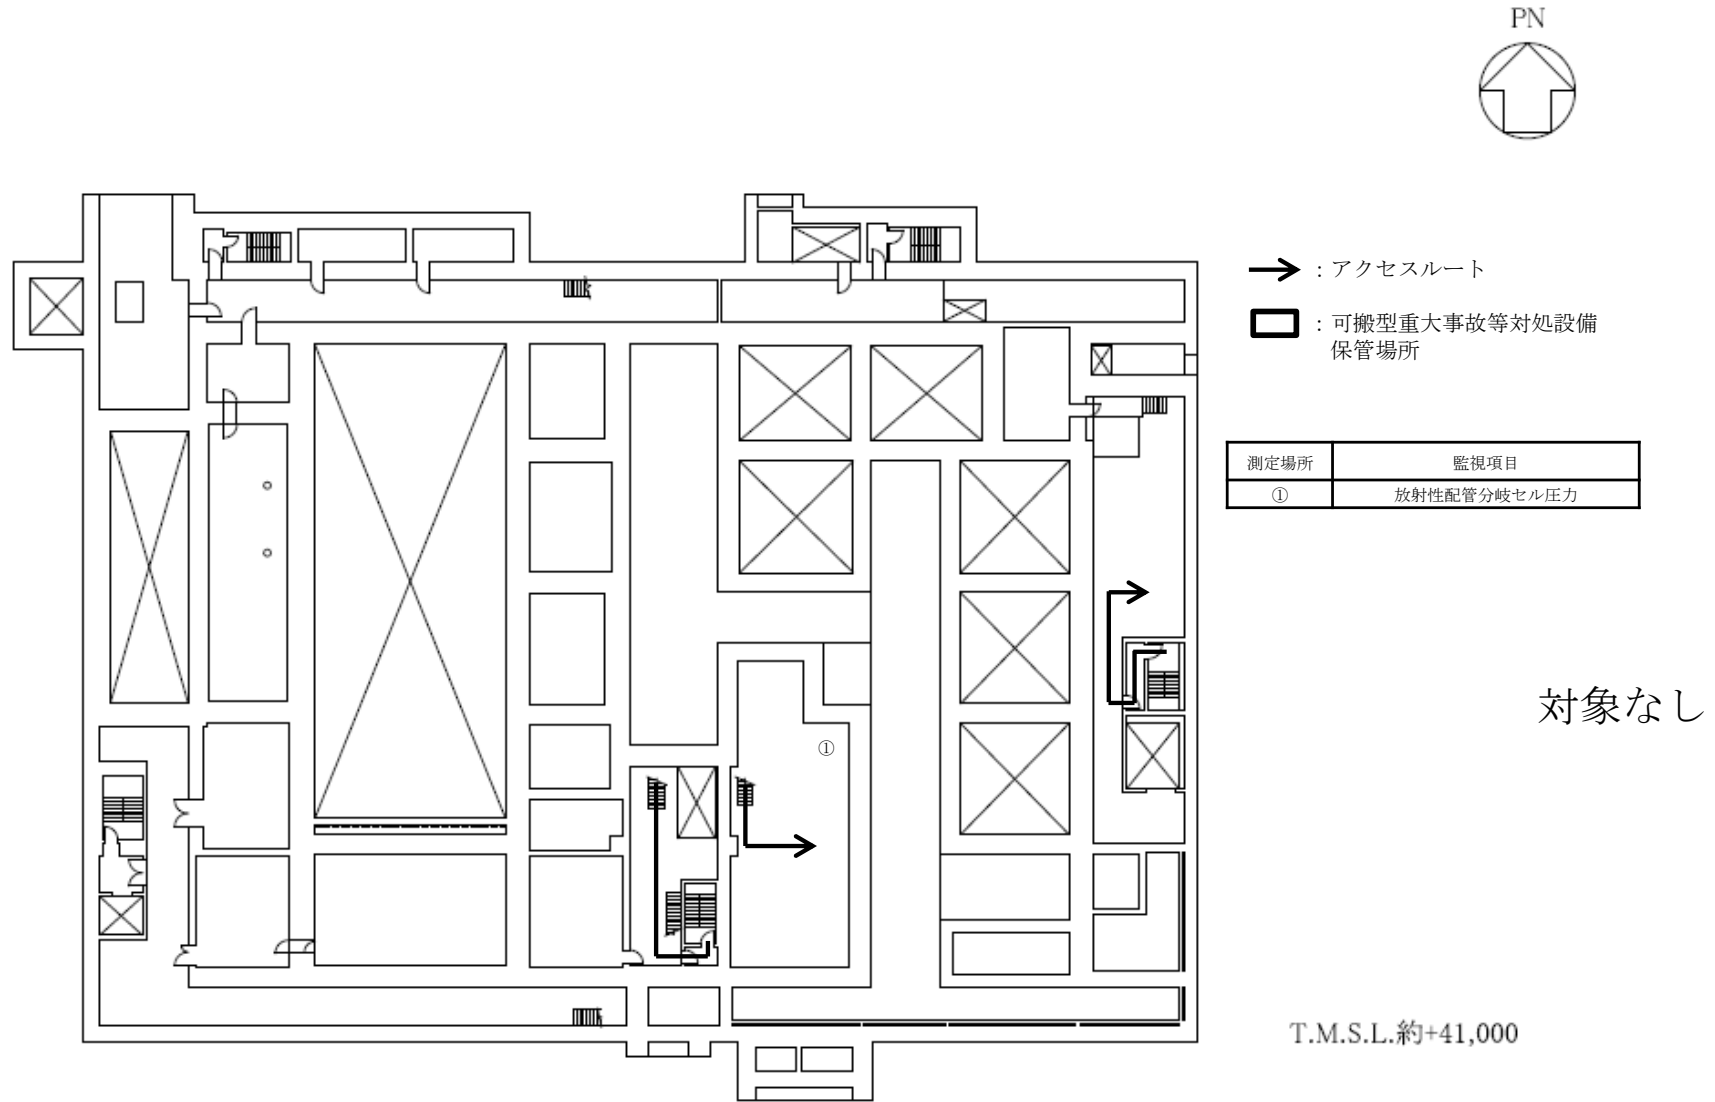 PN
：アクセスルート
：可搬型重大事故等対処設備
保管場所
測定場所 監視項目
① 放射性配管分岐セル圧力
対象なし
①
T.M.S.L.約+41,000